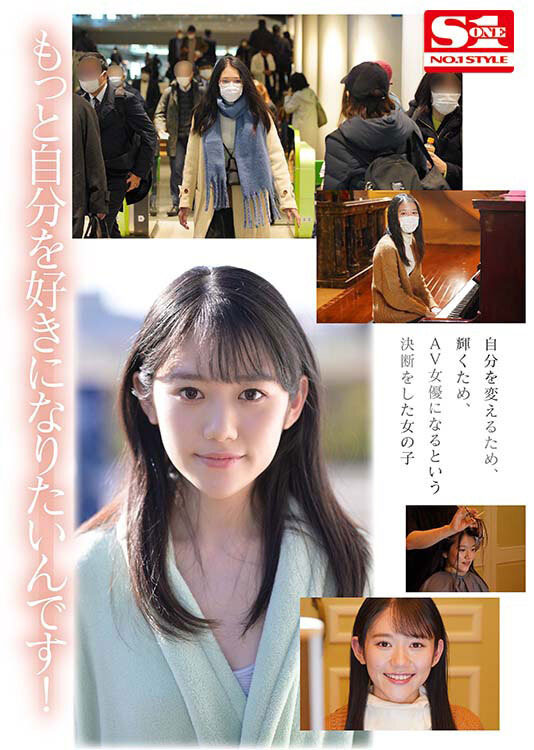 S ONE
NO.1 STYLE
もっと自分を好きになりたいんです！
自分を変えるため、
輝くため、
AV女優になるという
決断をした女の子